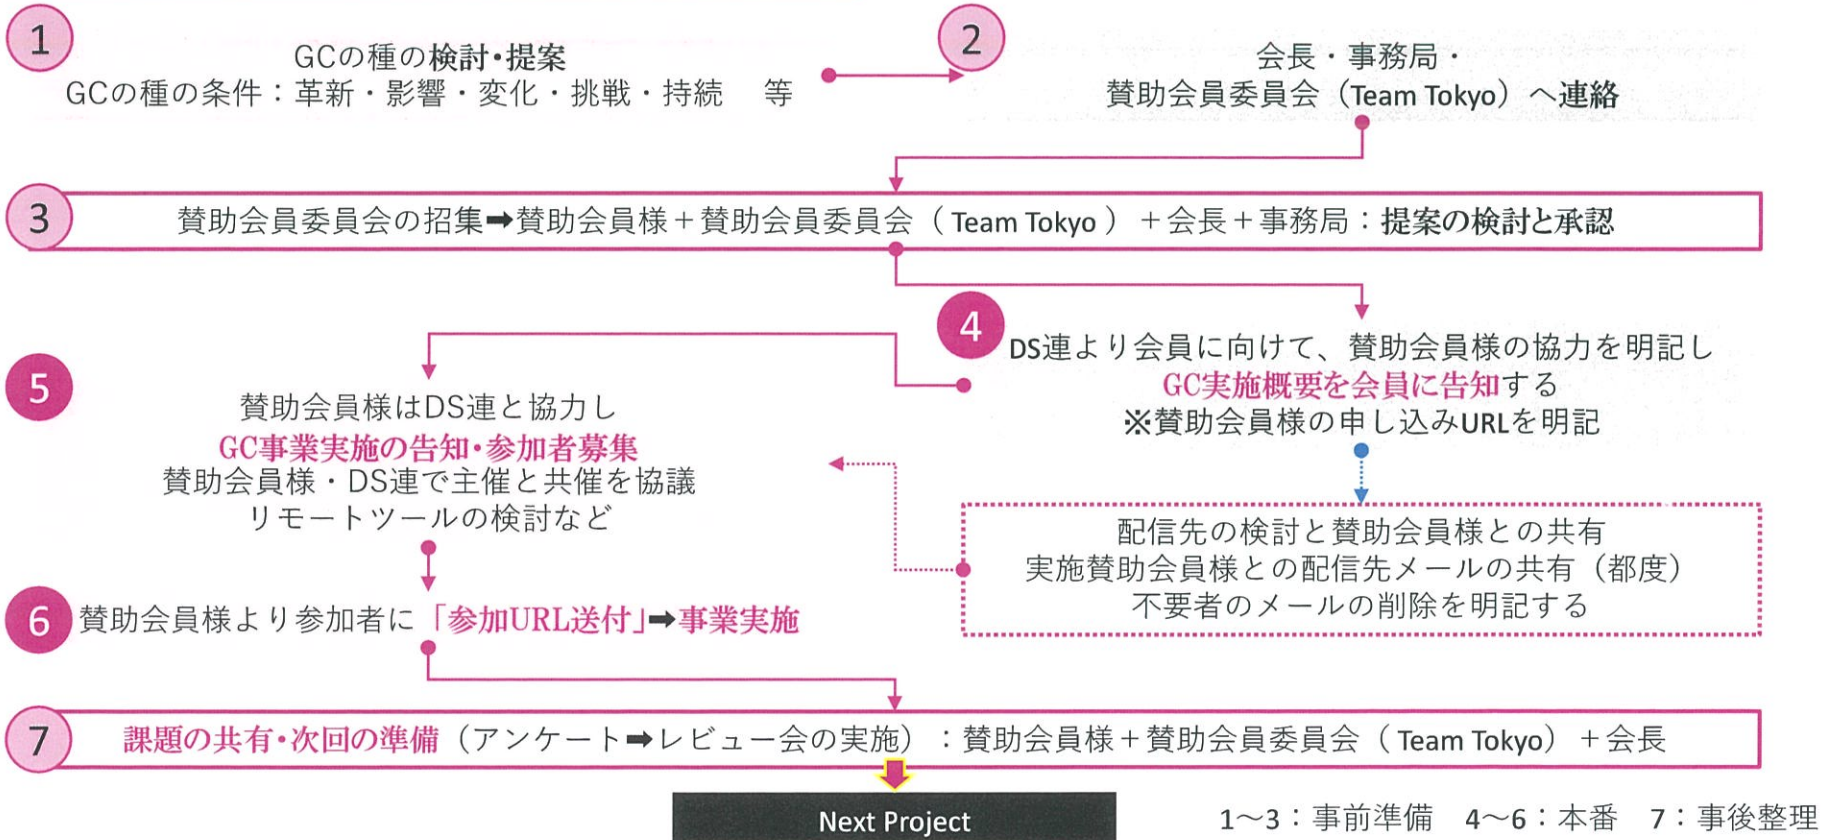 1
GCの種の検討・提案
GCの種の条件：革新・影響・変化・挑戦・持続　等
2
会長・事務局・
賛助会員委員会（Team Tokyo）へ連絡
3
賛助会員委員会の招集➡賛助会員様＋賛助会員委員会（ Team Tokyo ）＋会長＋事務局：提案の検討と承認
4
DS連より会員に向けて、賛助会員様の協力を明記し
GC実施概要を会員に告知する
※賛助会員様の申し込みURLを明記
5
賛助会員様はDS連と協力し
GC事業実施の告知・参加者募集
賛助会員様・DS連で主催と共催を協議
リモートツールの検討など
配信先の検討と賛助会員様との共有
実施賛助会員様との配信先メールの共有（都度）
不要者のメールの削除を明記する
6
賛助会員様より参加者に「参加URL送付」➡事業実施
7
課題の共有・次回の準備（アンケート➡レビュー会の実施）：賛助会員様＋賛助会員委員会（ Team Tokyo）＋会長
Next Project
1～3：事前準備　4～6：本番　7：事後整理